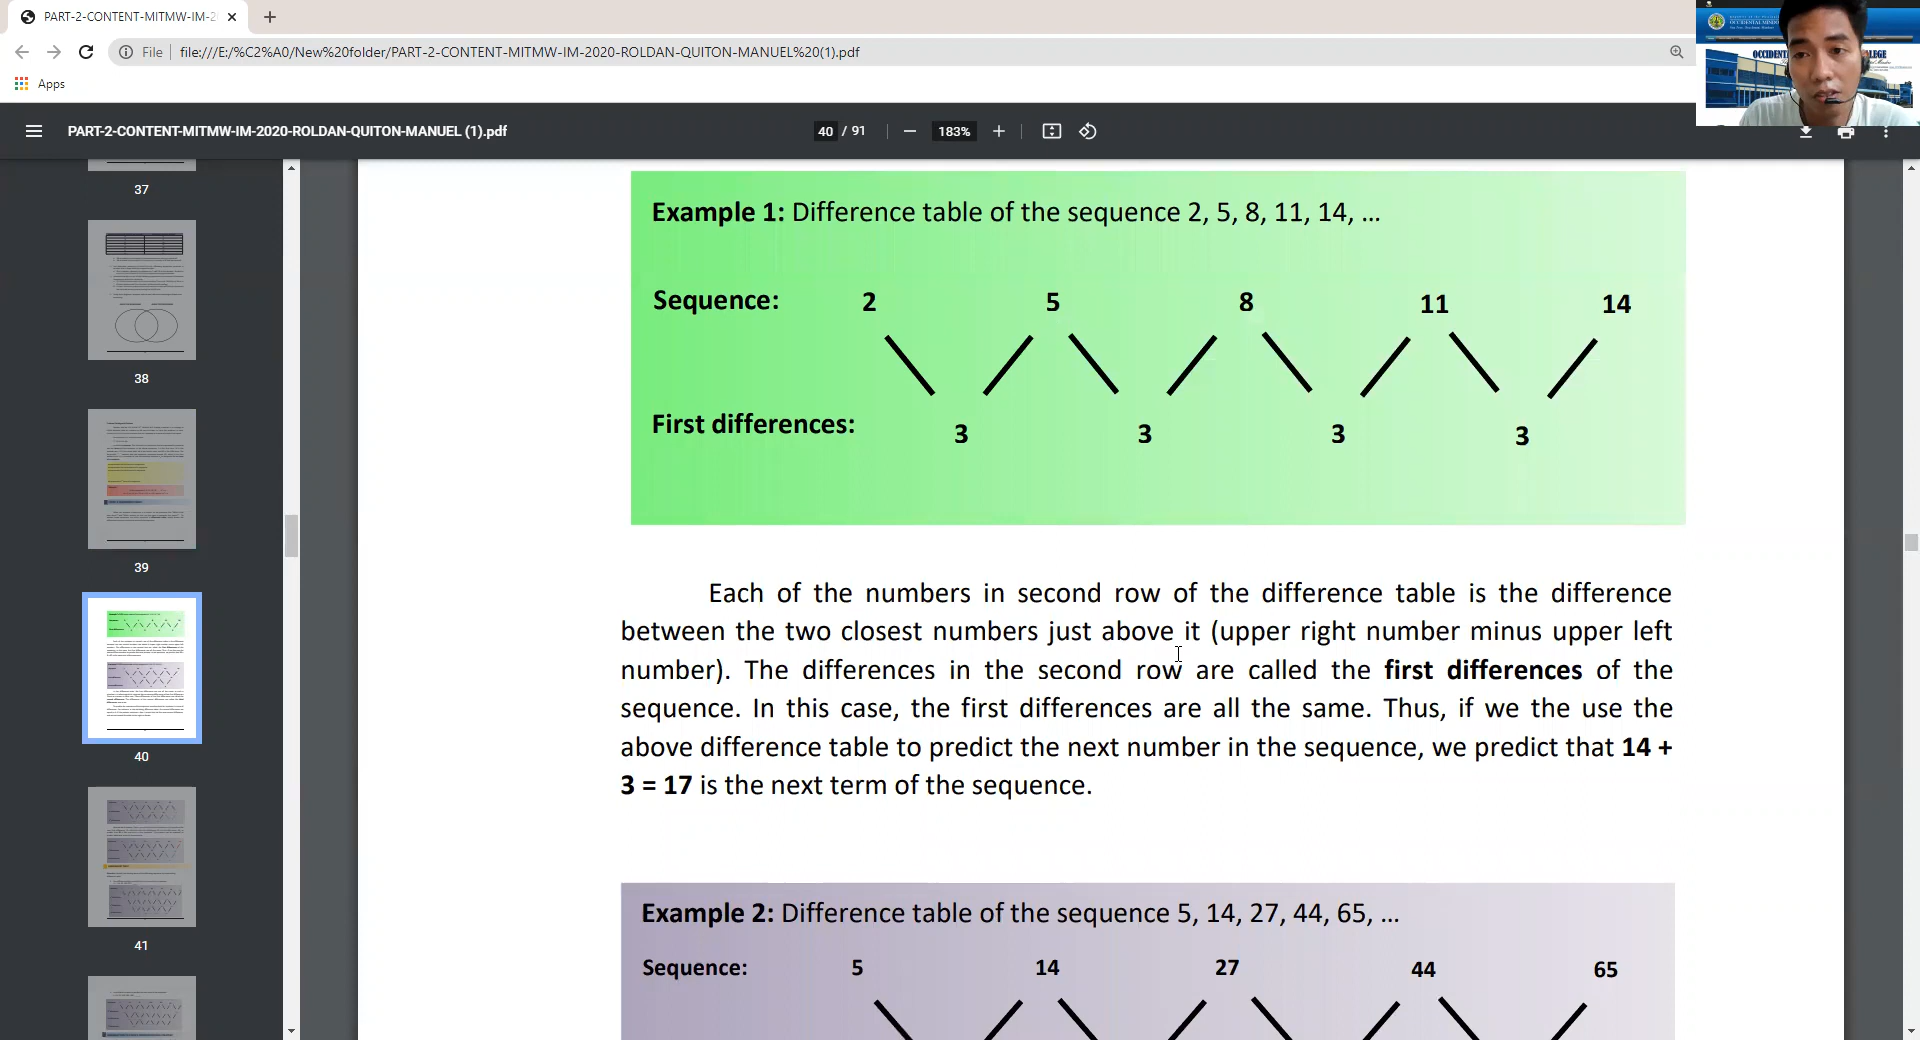 PART-2-CONTENT-MITMW-IM-2
File file:///E:/%C2%A0/New%20folder/PART-2-CONTENT-MITMW-IM-2020-ROLDAN-QUITON-MANUEL%20(1).pdf
Apps
PART-2-CONTENT-MITMW-IM-2020-ROLDAN-QUITON-MANUEL (1).pdf
40 / 91
183%
37
38
39
40
41
Example 1: Difference table of the sequence 2, 5, 8, 11, 14, ...
Sequence: 2 5 8 11 14
First differences: 3 3 3 3
Each of the numbers in second row of the difference table is the difference
between the two closest numbers just above it (upper right number minus upper left
number). The differences in the second row are called the first differences of the
sequence. In this case, the first differences are all the same. Thus, if we the use the
above difference table to predict the next number in the sequence, we predict that 14 +
3 = 17 is the next term of the sequence.
Example 2: Difference table of the sequence 5, 14, 27, 44, 65, ...
Sequence: 5 14 27 44 65